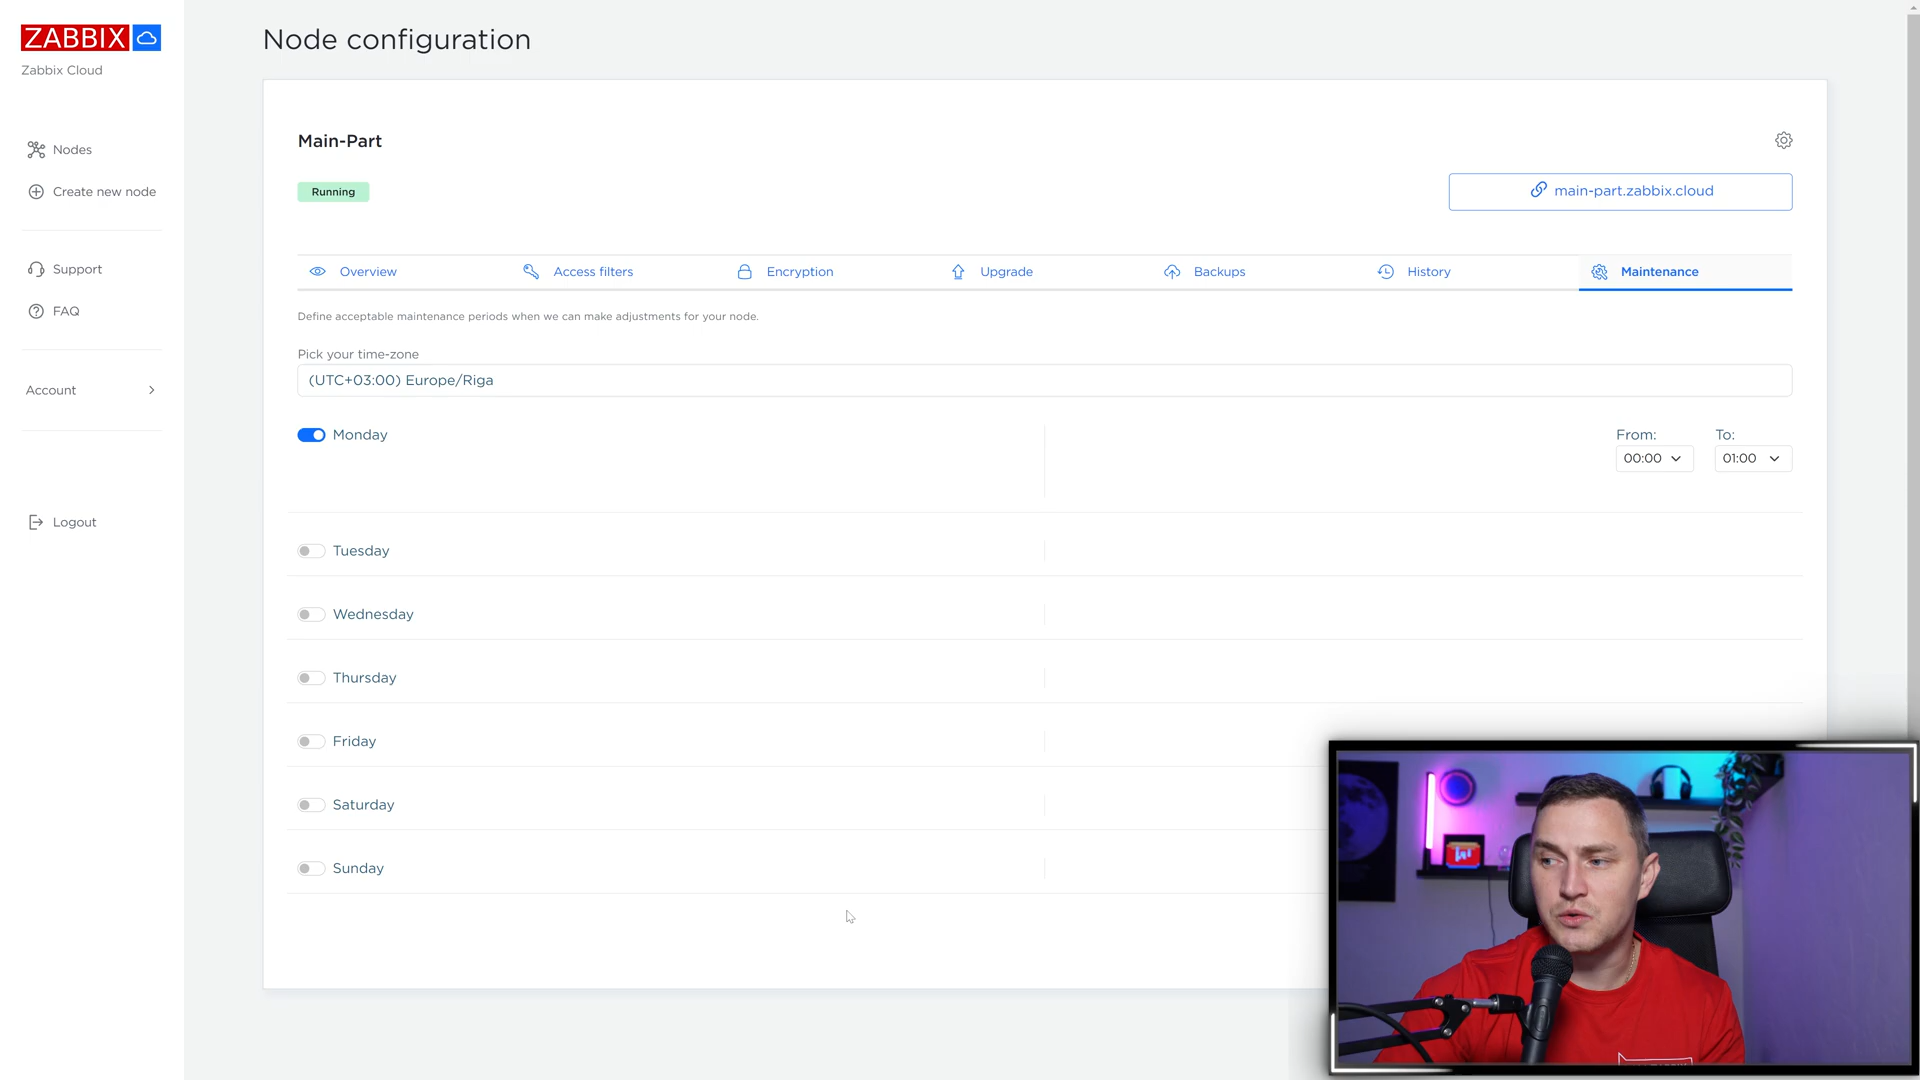 ZABBIX
Zabbix Cloud
Nodes
Create new node
Support
FAQ
Account
Logout
Node configuration
Main-Part
Running
main-part.zabbix.cloud
Overview
Access filters
Encryption
Upgrade
Backups
History
Maintenance
Define acceptable maintenance periods when we can make adjustments for your node.
Pick your time-zone
(UTC+03:00) Europe/Riga
Monday
From:
To:
00:00
01:00
Tuesday
Wednesday
Thursday
Friday
Saturday
Sunday